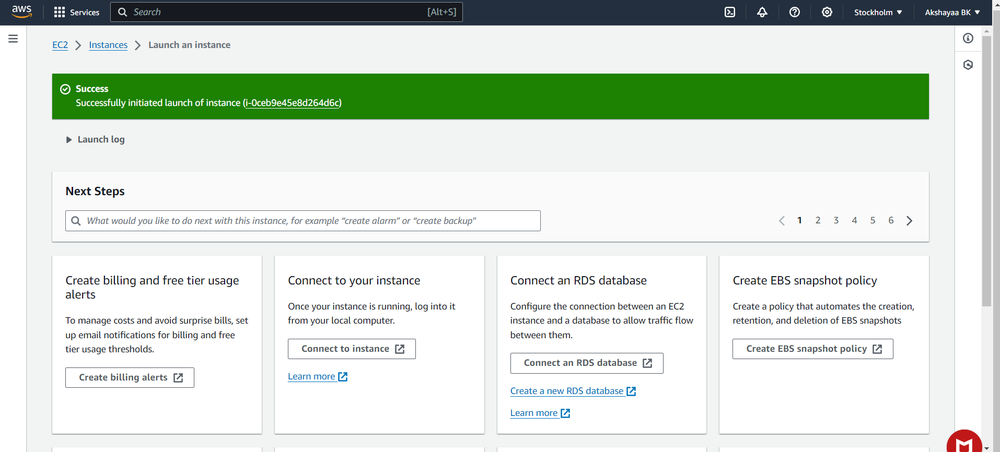 aws
Services
Search
[Alt+S]
Stockholm
Akshayaa BK
EC2
Instances
Launch an instance
Success
Successfully initiated launch of instance (i-0ceb9e45e8d264d6c)
Launch log
Next Steps
What would you like to do next with this instance, for example “create alarm” or “create backup"
1 2 3 4 5 6
Create billing and free tier usage
alerts
To manage costs and avoid surprise bills, set
up email notifications for billing and free
tier usage thresholds.
Create billing alerts
Connect to your instance
Once your instance is running, log into it
from your local computer.
Connect to instance
Learn more
Connect an RDS database
Configure the connection between an EC2
instance and a database to allow traffic flow
between them.
Connect an RDS database
Create a new RDS database
Learn more
Create EBS snapshot policy
Create a policy that automates the creation,
retention, and deletion of EBS snapshots
Create EBS snapshot policy